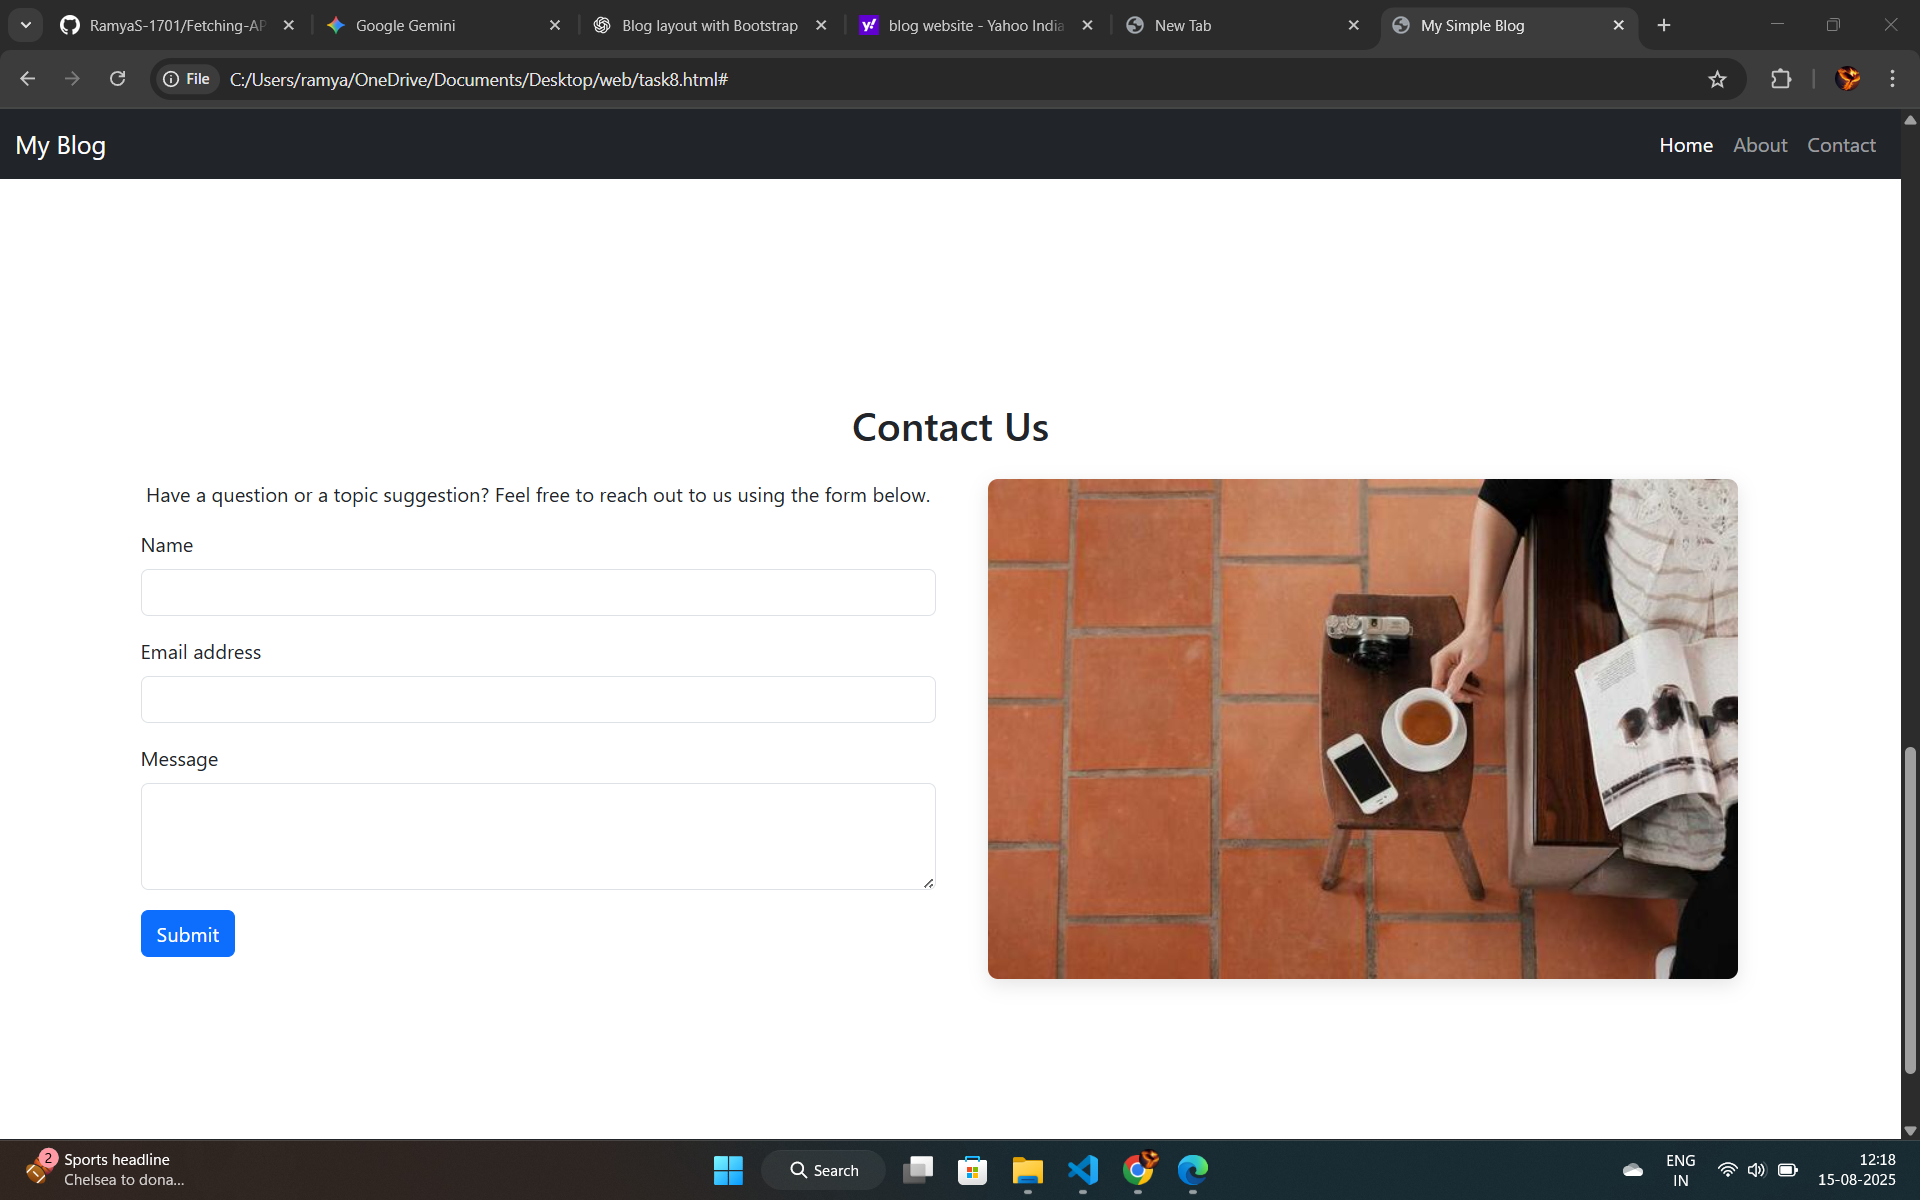 RamyaS-1701/Fetching-AP
Google Gemini
Blog layout with Bootstrap
blog website - Yahoo India
New Tab
My Simple Blog
File
C:/Users/ramya/OneDrive/Documents/Desktop/web/task8.html#
My Blog
Home
About
Contact
Contact Us
Have a question or a topic suggestion? Feel free to reach out to us using the form below.
Name
Email address
Message
Submit
2
Sports headline
Chelsea to dona...
Search
ENG
IN
12:18
15-08-2025